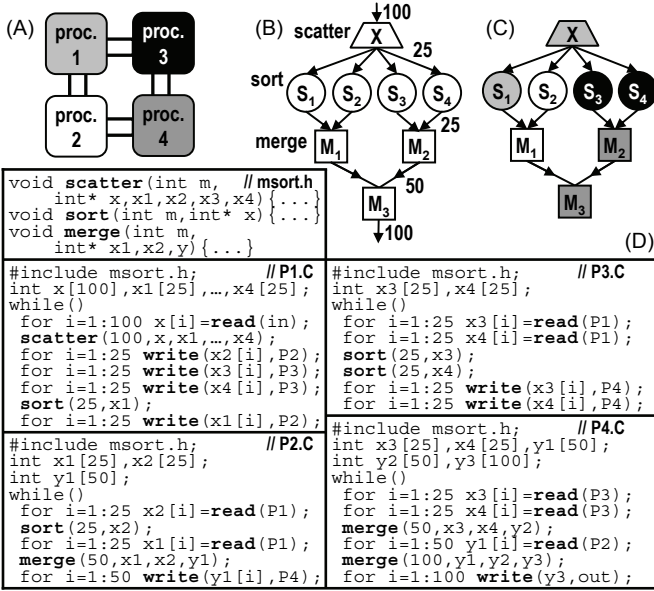 (A)
proc.
1
proc.
3
proc.
2
proc.
4
(B)
100
scatter
X
25
sort
S1
S2
S3
S4
25
merge
M1
M2
50
M3
100
(C)
X
S1
S2
S3
S4
M1
M2
M3
(D)
void scatter(int m, // msort.h
int* x,x1,x2,x3,x4){...}
void sort(int m,int* x){...}
void merge(int m,
int* x1,x2,y){...}
#include msort.h; // P1.C
int x[100],x1[25],…,x4[25];
while()
for i=1:100 x[i]=read(in);
scatter(100,x,x1,…,x4);
for i=1:25 write(x2[i],P2);
for i=1:25 write(x3[i],P3);
for i=1:25 write(x4[i],P3);
sort(25,x1);
for i=1:25 write(x1[i],P2);
#include msort.h; // P2.C
int x1[25],x2[25];
int y1[50];
while()
for i=1:25 x2[i]=read(P1);
sort(25,x2);
for i=1:25 x1[i]=read(P1);
merge(50,x1,x2,y1);
for i=1:50 write(y1[i],P4);
#include msort.h; // P3.C
int x3[25],x4[25];
while()
for i=1:25 x3[i]=read(P1);
for i=1:25 x4[i]=read(P1);
sort(25,x3);
sort(25,x4);
for i=1:25 write(x3[i],P4);
for i=1:25 write(x4[i],P4);
#include msort.h; // P4.C
int x3[25],x4[25],y1[50];
int y2[50],y3[100];
while()
for i=1:25 x3[i]=read(P3);
for i=1:25 x4[i]=read(P3);
merge(50,x3,x4,y2);
for i=1:50 y1[i]=read(P2);
merge(100,y1,y2,y3);
for i=1:100 write(y3,out);